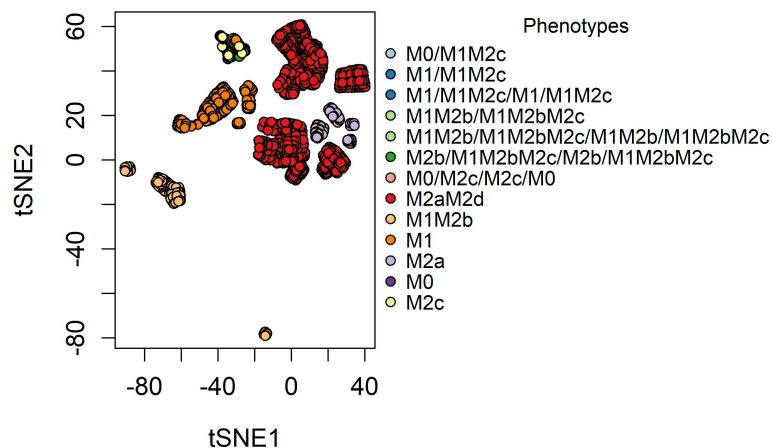 Phenotypes
M0/M1M2c
M1/M1M2c
M1/M1M2c/M1/M1M2c
M1M2b/M1M2bM2c
M1M2b/M1M2bM2c/M1M2b/M1M2bM2c
M2b/M1M2bM2c/M2b/M1M2bM2c
M0/M2c/M2c/M0
M2aM2d
M1M2b
M1
M2a
M0
M2c
tSNE2
60
20
0
-40
-80
-80
-40
0
40
tSNE1